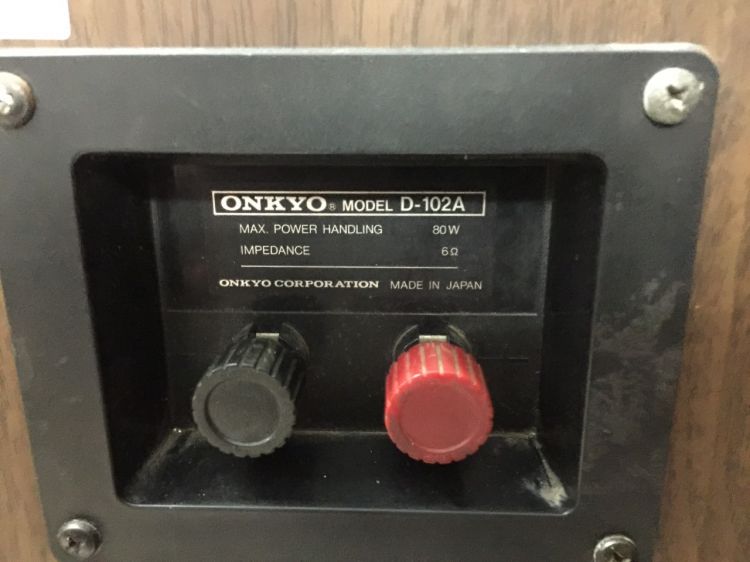 ONKYO® MODEL D-102A
MAX. POWER HANDLING 80W
IMPEDANCE 6Ω
ONKYO CORPORATION MADE IN JAPAN